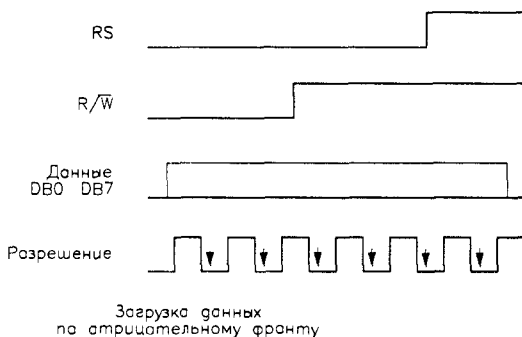 RS
R/W̅
Данные
DB0 DB7
Разрешение
Загрузка данных
по отрицательному фронту